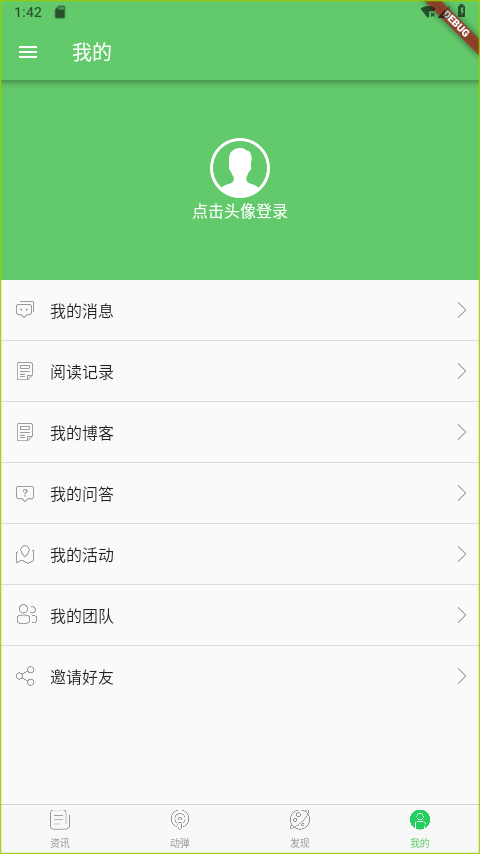 1:42
DEBUG
我的
点击头像登录
我的消息
阅读记录
我的博客
我的问答
我的活动
我的团队
邀请好友
资讯
动弹
发现
我的